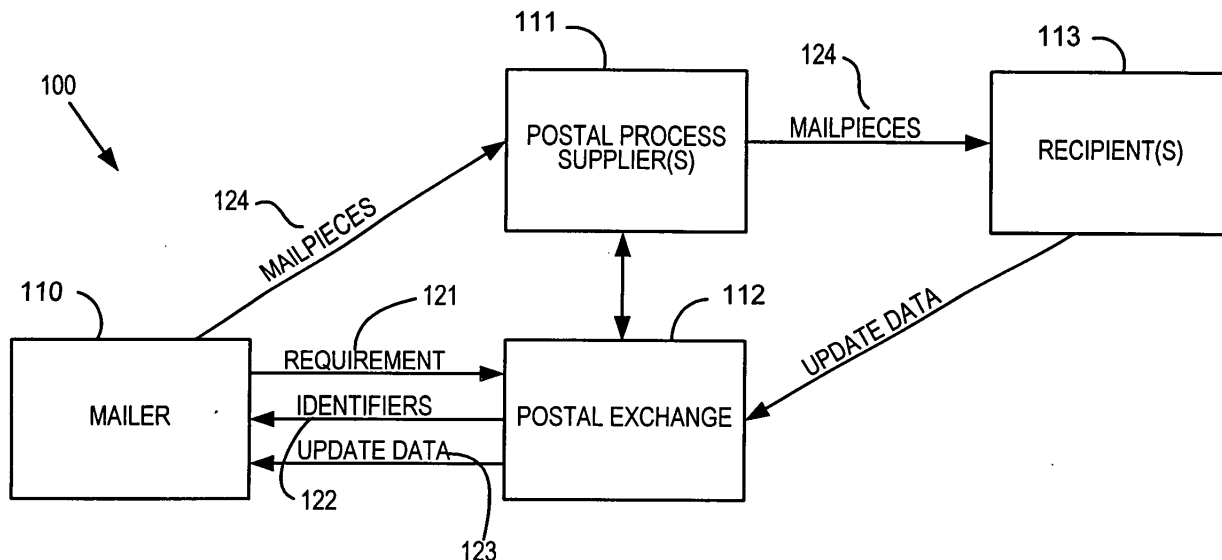 111
113
124
100
POSTAL PROCESS
SUPPLIER(S)
MAILPIECES
RECIPIENT(S)
124
MAILPIECES
110
121
112
UPDATE DATA
REQUIREMENT
MAILER
IDENTIFIERS
POSTAL EXCHANGE
UPDATE DATA
122
123